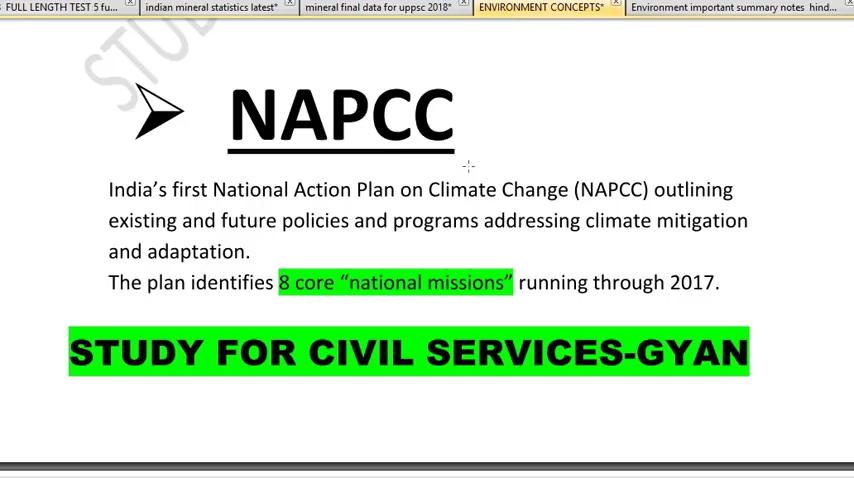 FULL LENGTH TEST 5 fu...
indian mineral statistics latest*
mineral final data for uppsc 2018*
ENVIRONMENT CONCEPTS*
Environment important summary notes hind...
NAPCC
India’s first National Action Plan on Climate Change (NAPCC) outlining
existing and future policies and programs addressing climate mitigation
and adaptation.
The plan identifies 8 core “national missions” running through 2017.
STUDY FOR CIVIL SERVICES-GYAN